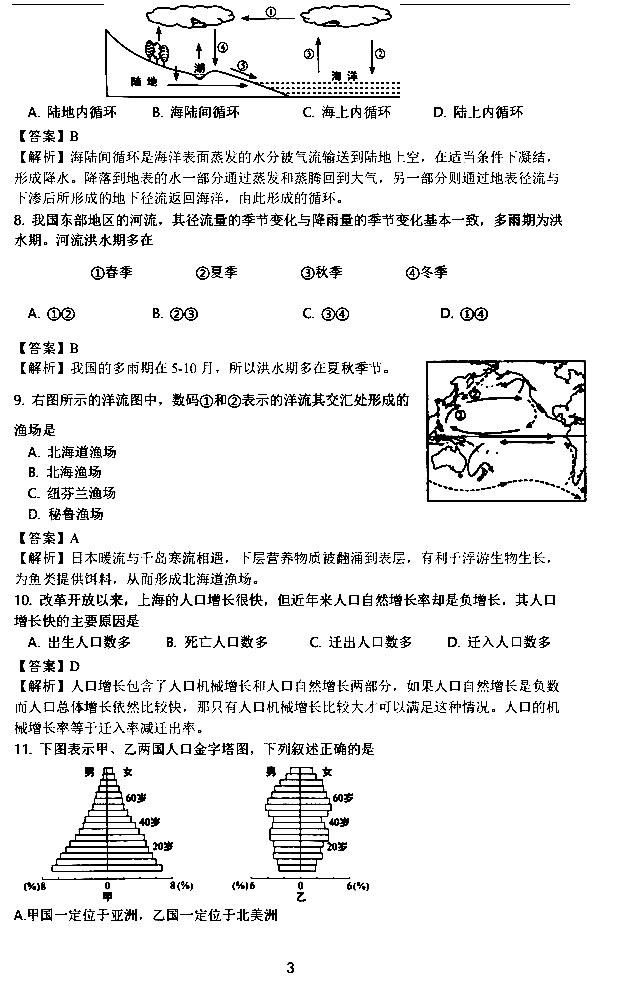 ①
④
③
③
②
湖
陆 地
海 洋
A. 陆地内循环 B. 海陆间循环 C. 海上内循环 D. 陆上内循环
【答案】B
【解析】海陆间循环是海洋表面蒸发的水分被气流输送到陆地上空，在适当条件下凝结，
形成降水。降落到地表的水一部分通过蒸发和蒸腾回到大气，另一部分则通过地表径流与
下渗后所形成的地下径流返回海洋，由此形成的循环。
8. 我国东部地区的河流，其径流量的季节变化与降雨量的季节变化基本一致，多雨期为洪
水期。河流洪水期多在
①春季 ②夏季 ③秋季 ④冬季
A. ①② B. ②③ C. ③④ D. ①④
【答案】B
【解析】我国的多雨期在 5-10 月，所以洪水期多在夏秋季节。
9. 右图所示的洋流图中，数码①和②表示的洋流其交汇处形成的
渔场是
A. 北海道渔场
B. 北海渔场
C. 纽芬兰渔场
D. 秘鲁渔场
【答案】A
【解析】日本暖流与千岛寒流相遇，下层营养物质被翻涌到表层，有利于浮游生物生长，
为鱼类提供饵料，从而形成北海道渔场。
10. 改革开放以来，上海的人口增长很快，但近年米人口自然增长率却是负增长，其人口
增长快的主要原因是
A. 出生人口数多 B. 死亡人口数多 C. 迁出人口数多 D. 迁入人口数多
【答案】D
【解析】人口增长包含了人口机械增长和人口自然增长两部分，如果人口自然增长是负数
而人口总体增长依然比较快，那只有人口机械增长比较大才可以满足这种情况。人口的机
械增长率等于迁入率减迁出率。
11. 下图表示甲、乙两国人口金字塔图，下列叙述正确的是
男 女 男 女
60岁 60岁
40岁 40岁
20岁 20岁
(%)8 0 8(%) (%)6 0 6(%)
甲 乙
A.甲国一定位于亚洲，乙国一定位于北美洲
3